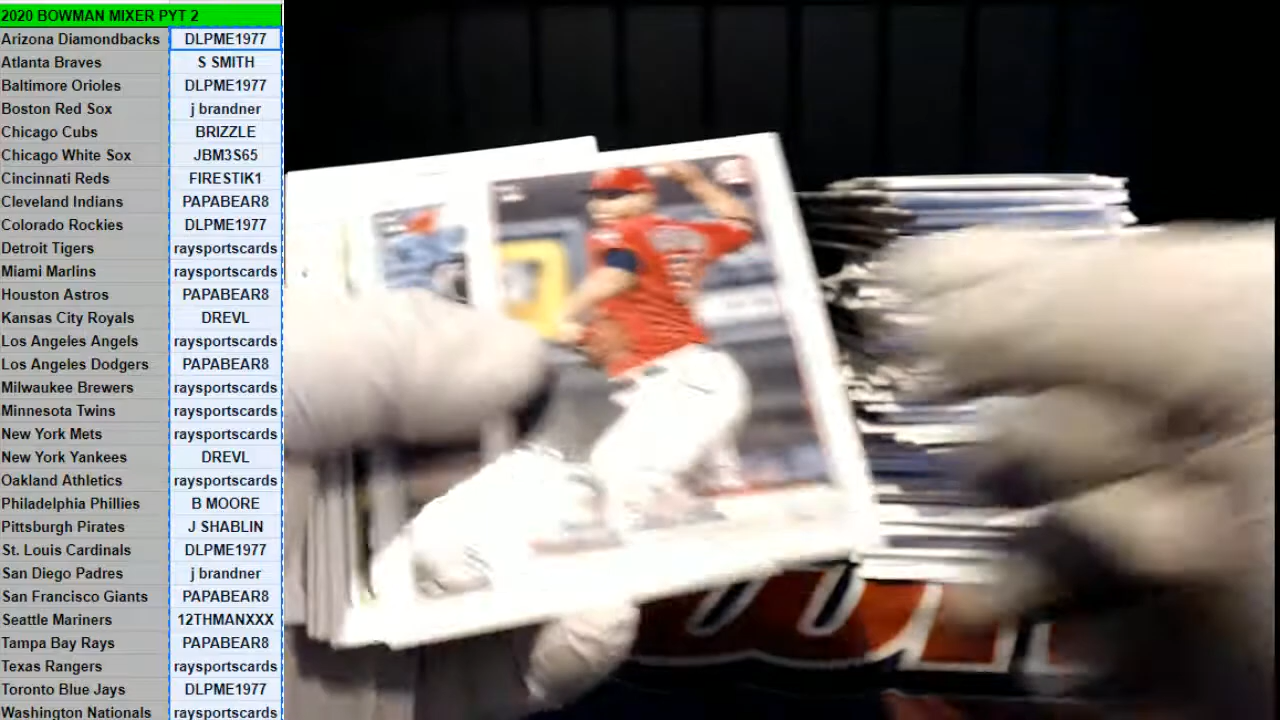 2020 BOWMAN MIXER PYT 2
Arizona Diamondbacks DLPME1977
Atlanta Braves S SMITH
Baltimore Orioles DLPME1977
Boston Red Sox j brandner
Chicago Cubs BRIZZLE
Chicago White Sox JBM3S65
Cincinnati Reds FIRESTIK1
Cleveland Indians PAPABEAR8
Colorado Rockies DLPME1977
Detroit Tigers raysportscards
Miami Marlins raysportscards
Houston Astros PAPABEAR8
Kansas City Royals DREVL
Los Angeles Angels raysportscards
Los Angeles Dodgers PAPABEAR8
Milwaukee Brewers raysportscards
Minnesota Twins raysportscards
New York Mets raysportscards
New York Yankees DREVL
Oakland Athletics raysportscards
Philadelphia Phillies B MOORE
Pittsburgh Pirates J SHABLIN
St. Louis Cardinals DLPME1977
San Diego Padres j brandner
San Francisco Giants PAPABEAR8
Seattle Mariners 12THMANXXX
Tampa Bay Rays PAPABEAR8
Texas Rangers raysportscards
Toronto Blue Jays DLPME1977
Washington Nationals raysportscards